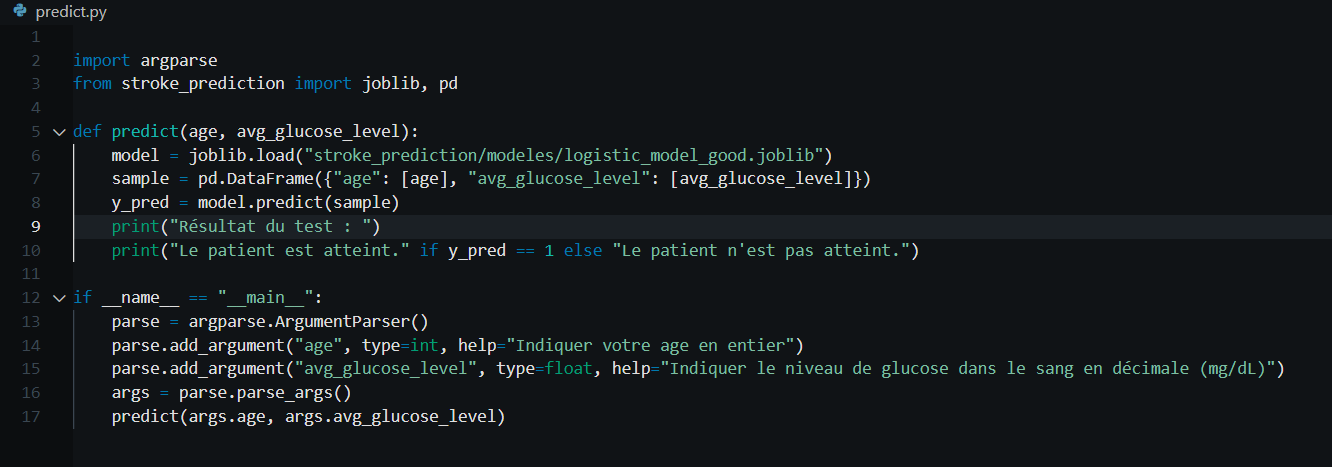 predict.py
1
2 import argparse
3 from stroke_prediction import joblib, pd
4
5 def predict(age, avg_glucose_level):
6     model = joblib.load("stroke_prediction/modeles/logistic_model_good.joblib")
7     sample = pd.DataFrame({"age": [age], "avg_glucose_level": [avg_glucose_level]})
8     y_pred = model.predict(sample)
9     print("Résultat du test : ")
10     print("Le patient est atteint." if y_pred == 1 else "Le patient n'est pas atteint.")
11
12 if __name__ == "__main__":
13     parse = argparse.ArgumentParser()
14     parse.add_argument("age", type=int, help="Indiquer votre age en entier")
15     parse.add_argument("avg_glucose_level", type=float, help="Indiquer le niveau de glucose dans le sang en décimale (mg/dL)")
16     args = parse.parse_args()
17     predict(args.age, args.avg_glucose_level)